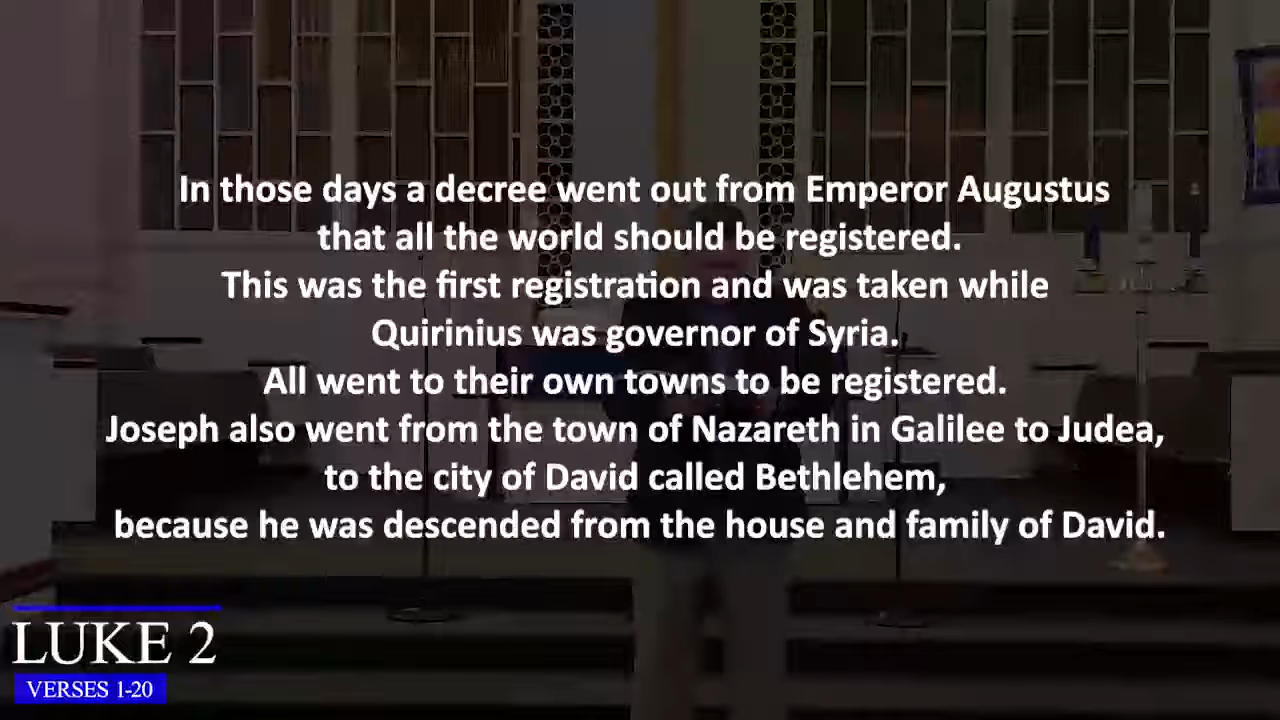 In those days a decree went out from Emperor Augustus
that all the world should be registered.
This was the first registration and was taken while
Quirinius was governor of Syria.
All went to their own towns to be registered.
Joseph also went from the town of Nazareth in Galilee to Judea,
to the city of David called Bethlehem,
because he was descended from the house and family of David.
LUKE 2
VERSES 1-20